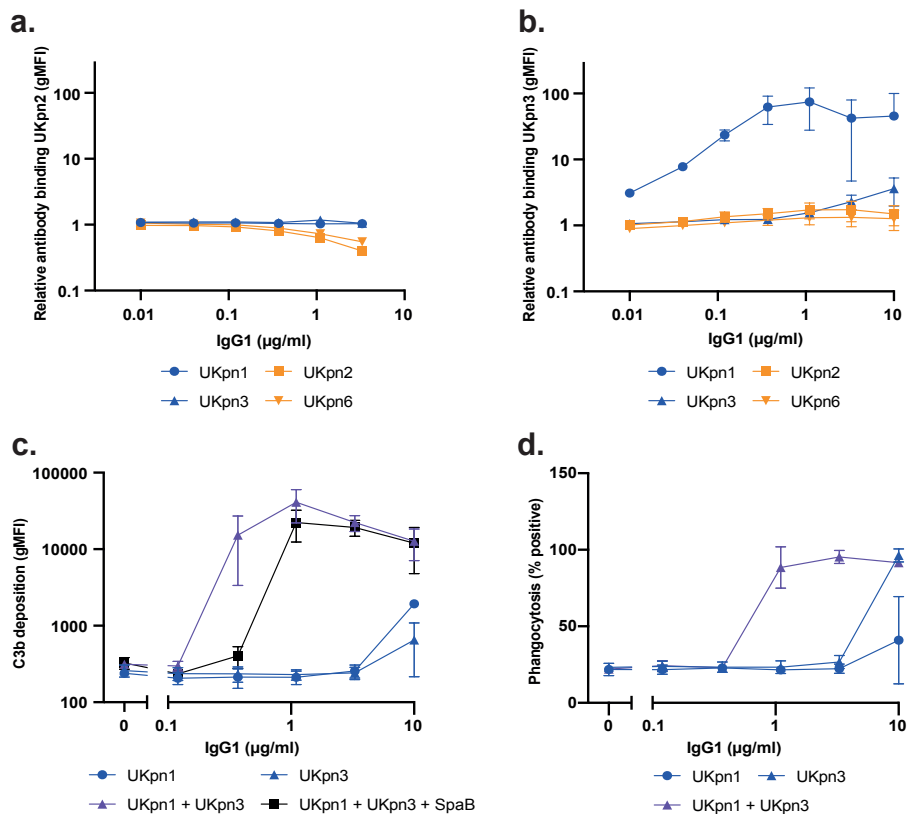 a.
Relative antibody binding UKpn2 (gMFI)
100
10
1
0.1
0.01 0.1 1 10
IgG1 (µg/ml)
UKpn1 UKpn2
UKpn3 UKpn6
b.
Relative antibody binding UKpn3 (gMFI)
100
10
1
0.1
0.01 0.1 1 10
IgG1 (µg/ml)
UKpn1 UKpn2
UKpn3 UKpn6
c.
C3b deposition (gMFI)
100000
10000
1000
100
0 0.1 1 10
IgG1 (µg/ml)
UKpn1 UKpn3
UKpn1 + UKpn3 UKpn1 + UKpn3 + SpaB
d.
Phangocytosis (% positive)
150
100
50
0
0 0.1 1 10
IgG1 (µg/ml)
UKpn1 UKpn3
UKpn1 + UKpn3